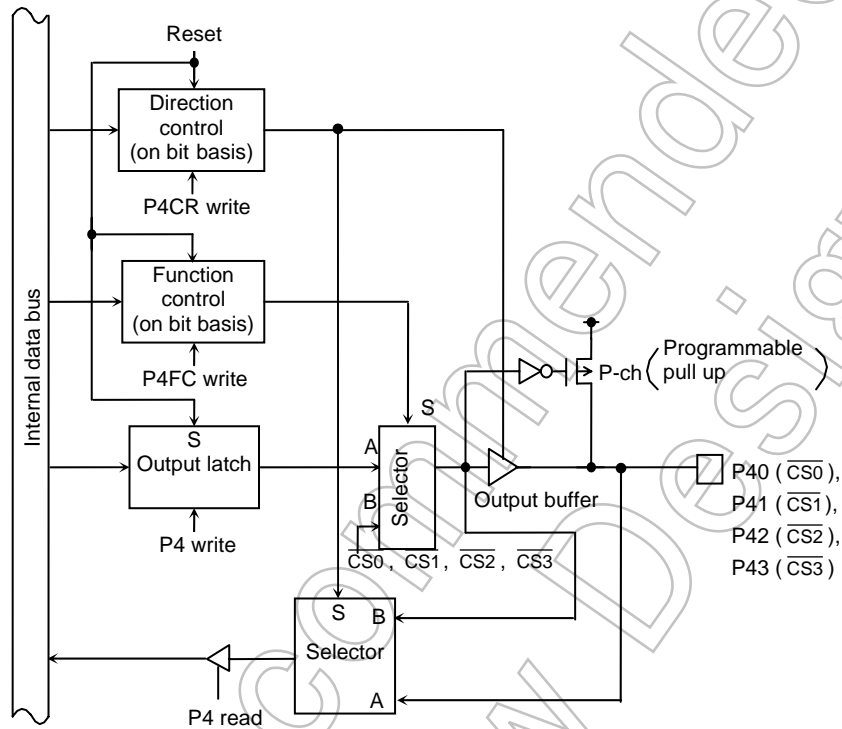 Reset
Direction
control
(on bit basis)
P4CR write
Function
control
(on bit basis)
P4FC write
Internal data bus
S
Output latch
P4 write
S
A
B
Selector
Output buffer
P-ch
(Programmable
pull up)
P40 ( CS0 ),
P41 ( CS1 ),
P42 ( CS2 ),
P43 ( CS3 )
CS0 , CS1 , CS2 , CS3
S
B
Selector
A
P4 read
commended
w Desig